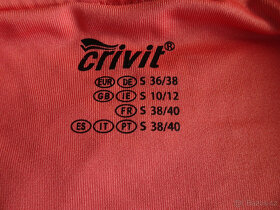 crivit®
EUR DE S 36/38
GB IE S 10/12
FR S 38/40
ES IT PT S 38/40